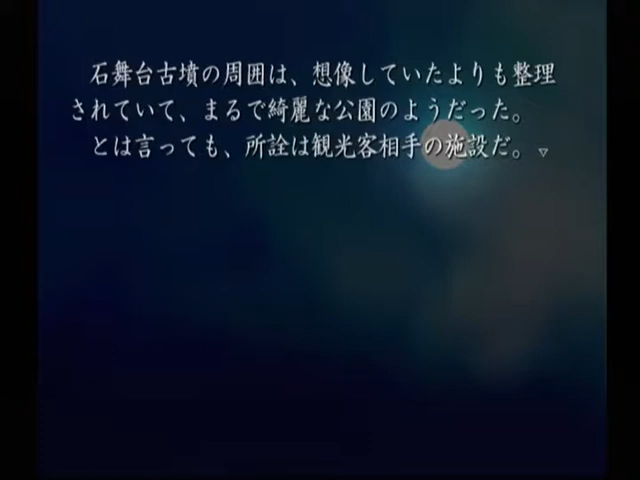 石舞台古墳の周囲は、想像していたよりも整理
されていて、まるで綺麗な公園のようだった。
とは言っても、所詮は観光客相手の施設だ。▽